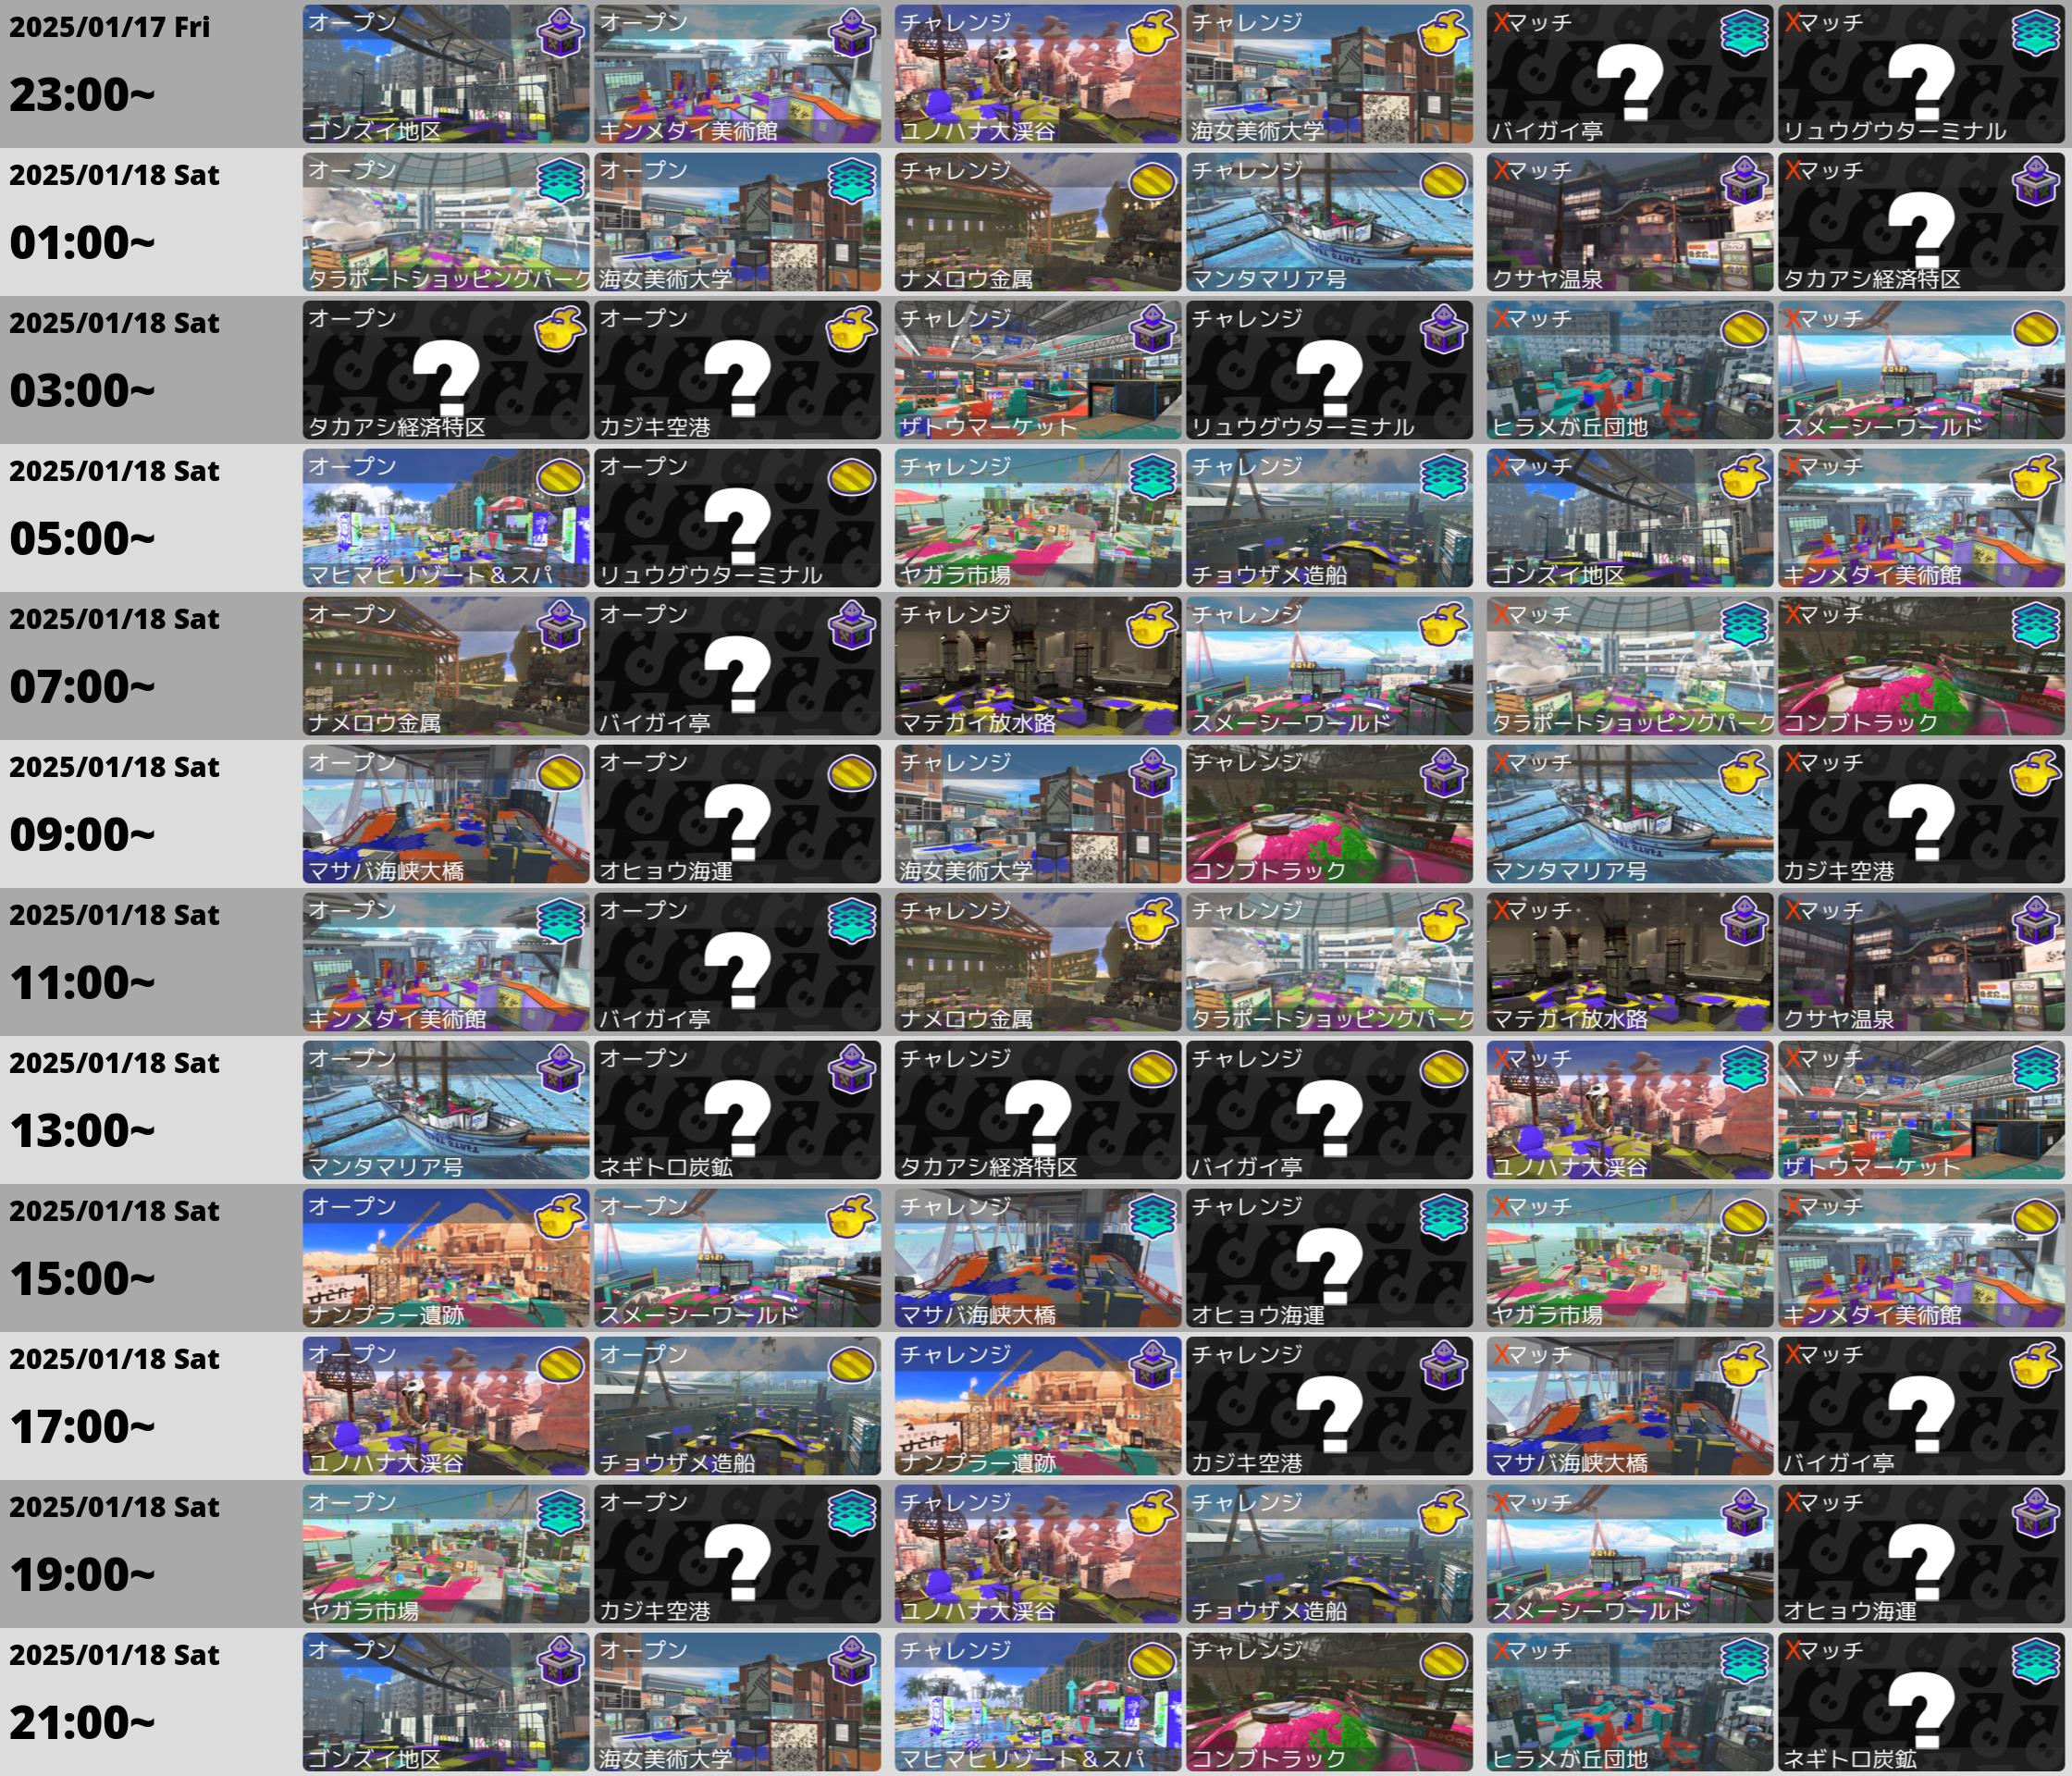 2025/01/17 Fri
23:00~
オープン オープン チャレンジ チャレンジ Xマッチ Xマッチ
ゴンズイ地区 キンメダイ美術館 ユノハナ大渓谷 海女美術大学 バイガイ亭 リュウグウターミナル
2025/01/18 Sat
01:00~
オープン オープン チャレンジ チャレンジ Xマッチ Xマッチ
タラポートショッピングパーク 海女美術大学 ナメロウ金属 マンタマリア号 クサヤ温泉 タカアシ経済特区
2025/01/18 Sat
03:00~
オープン オープン チャレンジ チャレンジ Xマッチ Xマッチ
タカアシ経済特区 カジキ空港 ザトウマーケット リュウグウターミナル ヒラメが丘団地 スメーシーワールド
2025/01/18 Sat
05:00~
オープン オープン チャレンジ チャレンジ Xマッチ Xマッチ
マヒマヒリゾート＆スパ リュウグウターミナル ヤガラ市場 チョウザメ造船 ゴンズイ地区 キンメダイ美術館
2025/01/18 Sat
07:00~
オープン オープン チャレンジ チャレンジ Xマッチ Xマッチ
ナメロウ金属 バイガイ亭 マテガイ放水路 スメーシーワールド タラポートショッピングパーク コンブトラック
2025/01/18 Sat
09:00~
オープン オープン チャレンジ チャレンジ Xマッチ Xマッチ
マサバ海峡大橋 オヒョウ海運 海女美術大学 コンブトラック マンタマリア号 カジキ空港
2025/01/18 Sat
11:00~
オープン オープン チャレンジ チャレンジ Xマッチ Xマッチ
キンメダイ美術館 バイガイ亭 ナメロウ金属 タラポートショッピングパーク マテガイ放水路 クサヤ温泉
2025/01/18 Sat
13:00~
オープン オープン チャレンジ チャレンジ Xマッチ Xマッチ
マンタマリア号 ネギトロ炭鉱 タカアシ経済特区 バイガイ亭 ユノハナ大渓谷 ザトウマーケット
2025/01/18 Sat
15:00~
オープン オープン チャレンジ チャレンジ Xマッチ Xマッチ
ナンプラー遺跡 スメーシーワールド マサバ海峡大橋 オヒョウ海運 ヤガラ市場 キンメダイ美術館
2025/01/18 Sat
17:00~
オープン オープン チャレンジ チャレンジ Xマッチ Xマッチ
ユノハナ大渓谷 チョウザメ造船 ナンプラー遺跡 カジキ空港 マサバ海峡大橋 バイガイ亭
2025/01/18 Sat
19:00~
オープン オープン チャレンジ チャレンジ Xマッチ Xマッチ
ヤガラ市場 カジキ空港 ユノハナ大渓谷 チョウザメ造船 スメーシーワールド オヒョウ海運
2025/01/18 Sat
21:00~
オープン オープン チャレンジ チャレンジ Xマッチ Xマッチ
ゴンズイ地区 海女美術大学 マヒマヒリゾート＆スパ コンブトラック ヒラメが丘団地 ネギトロ炭鉱